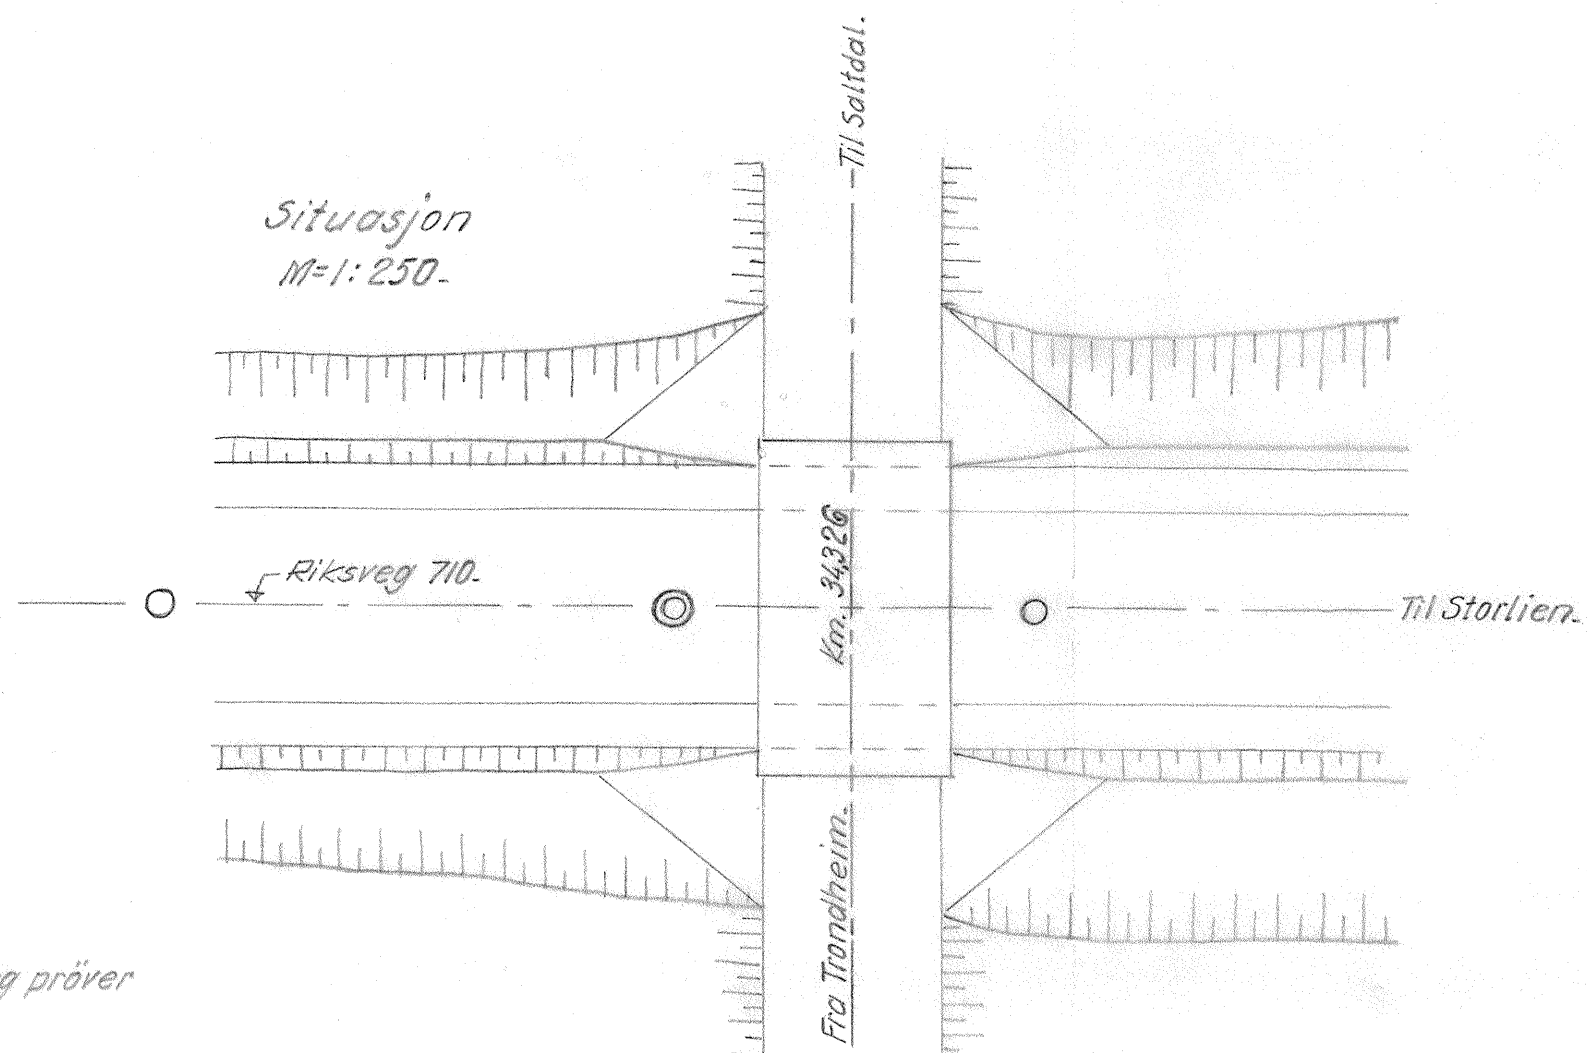 Til Saltdal.
Situasjon
M=1:250.
Riksveg 710.
Km. 34,326
Til Storlien.
Fra Trondheim.
g pröver